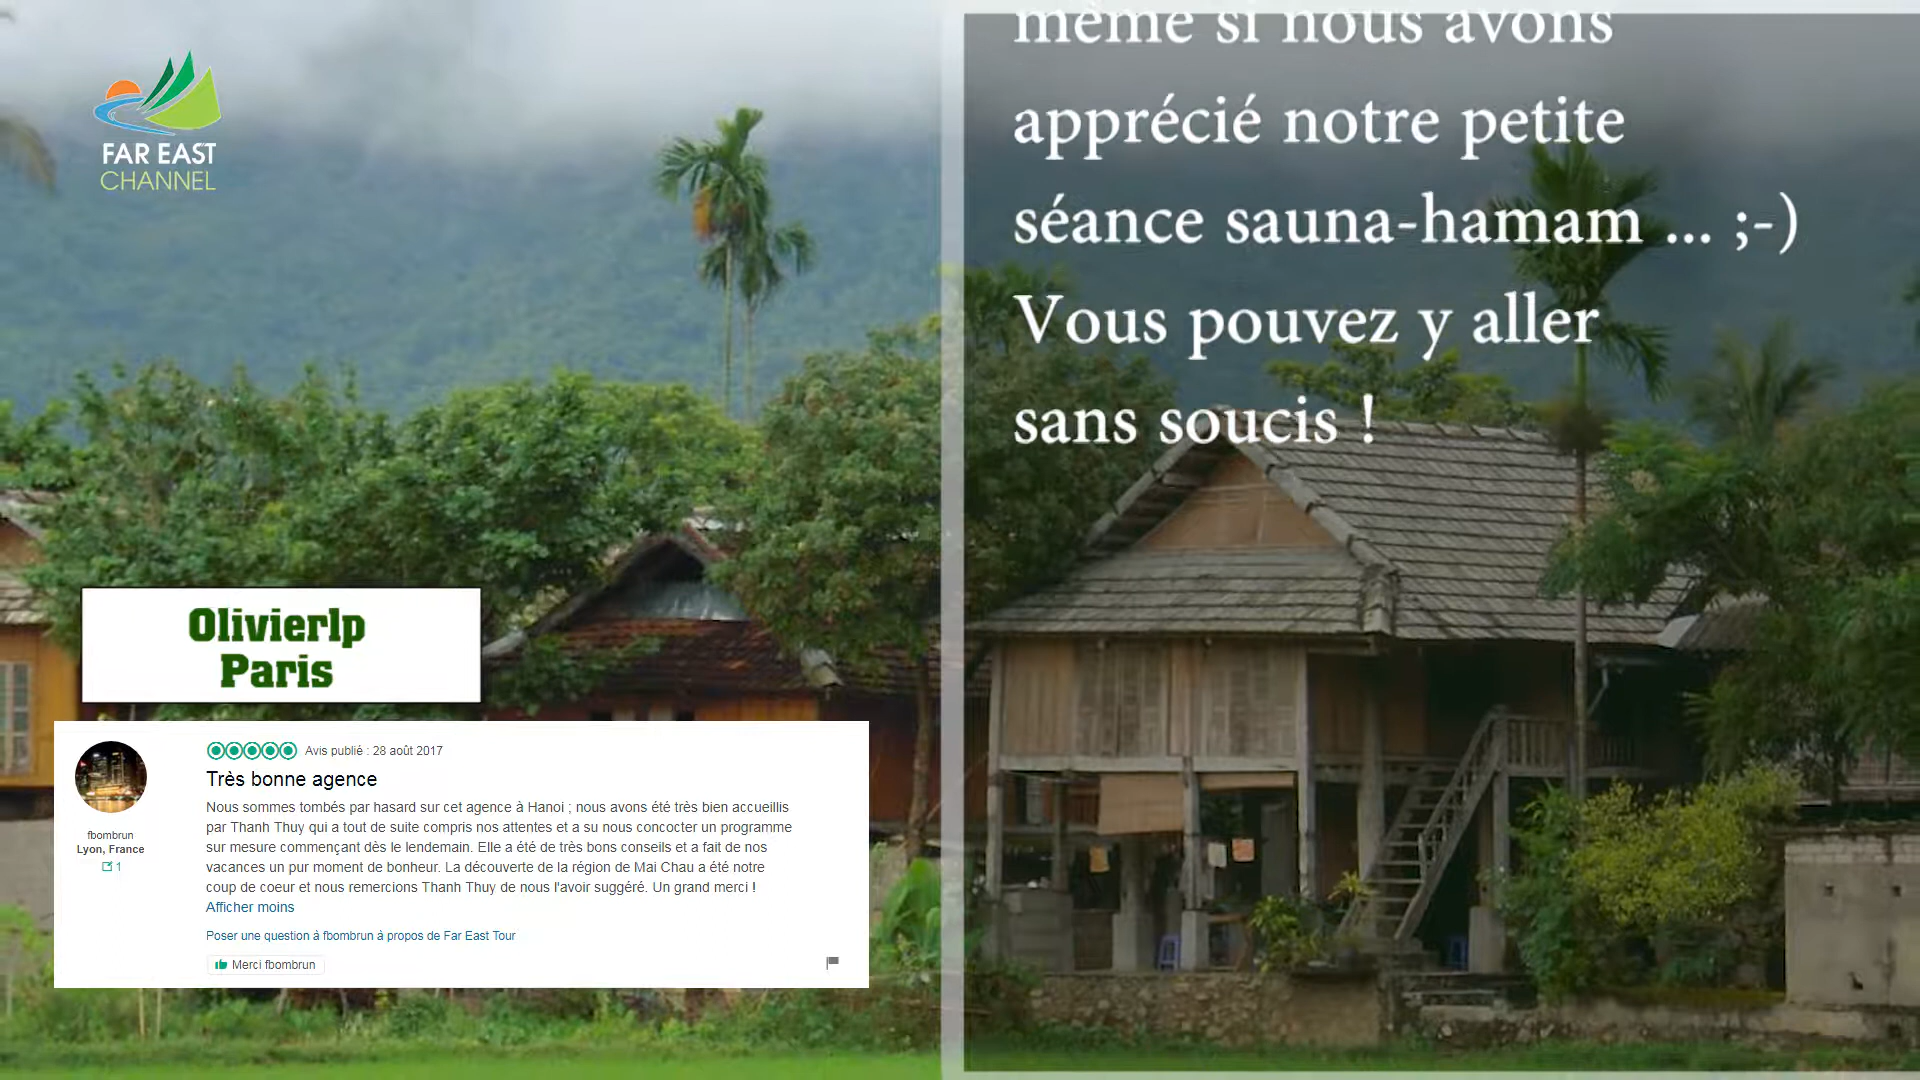 FAR EAST
CHANNEL
même si nous avons
apprécié notre petite
séance sauna-hamam ... ;-)
Vous pouvez y aller
sans soucis !
Olivierlp
Paris
Avis publié : 28 août 2017
Très bonne agence
Nous sommes tombés par hasard sur cet agence à Hanoi ; nous avons été très bien accueillis
par Thanh Thuy qui a tout de suite compris nos attentes et a su nous concocter un programme
sur mesure commençant dès le lendemain. Elle a été de très bons conseils et a fait de nos
vacances un pur moment de bonheur. La découverte de la région de Mai Chau a été notre
coup de coeur et nous remercions Thanh Thuy de nous l'avoir suggéré. Un grand merci !
Afficher moins
fbombrun
Lyon, France
1
Poser une question à fbombrun à propos de Far East Tour
Merci fbombrun